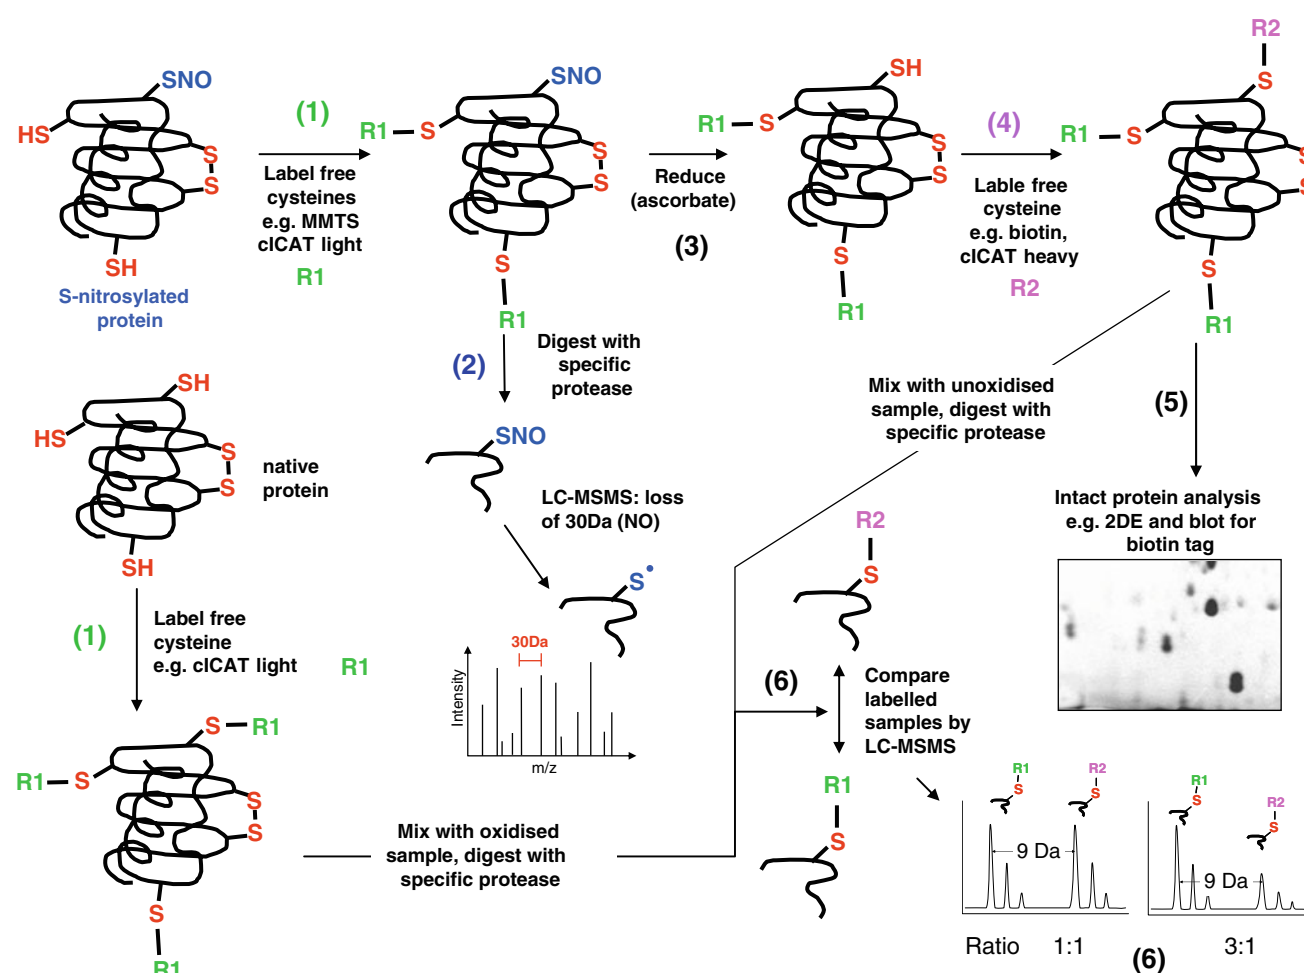 SNO
HS
S
S
SH
S-nitrosylated
protein
(1)
Label free
cysteines
e.g. MMTS
cICAT light
R1
SNO
R1
S
S
S
S
R1
Reduce
(ascorbate)
(3)
SH
R1
S
S
S
S
R1
(4)
Lable free
cysteine
e.g. biotin,
cICAT heavy
R2
R2
S
R1
S
S
S
S
R1
(2)
Digest with
specific
protease
SNO
LC-MSMS: loss
of 30Da (NO)
S•
30Da
Intensity
m/z
SH
HS
S
S
SH
native
protein
(1)
Label free
cysteine
e.g. cICAT light
R1
S
R1
R1
S
S
S
S
R1
Mix with oxidised
sample, digest with
specific protease
Mix with unoxidised
sample, digest with
specific protease
(5)
Intact protein analysis
e.g. 2DE and blot for
biotin tag
R2
S
(6)
Compare
labelled
samples by
LC-MSMS
R1
S
R1
S
R2
S
9 Da
R1
S
R2
S
9 Da
Ratio
1:1
(6)
3:1